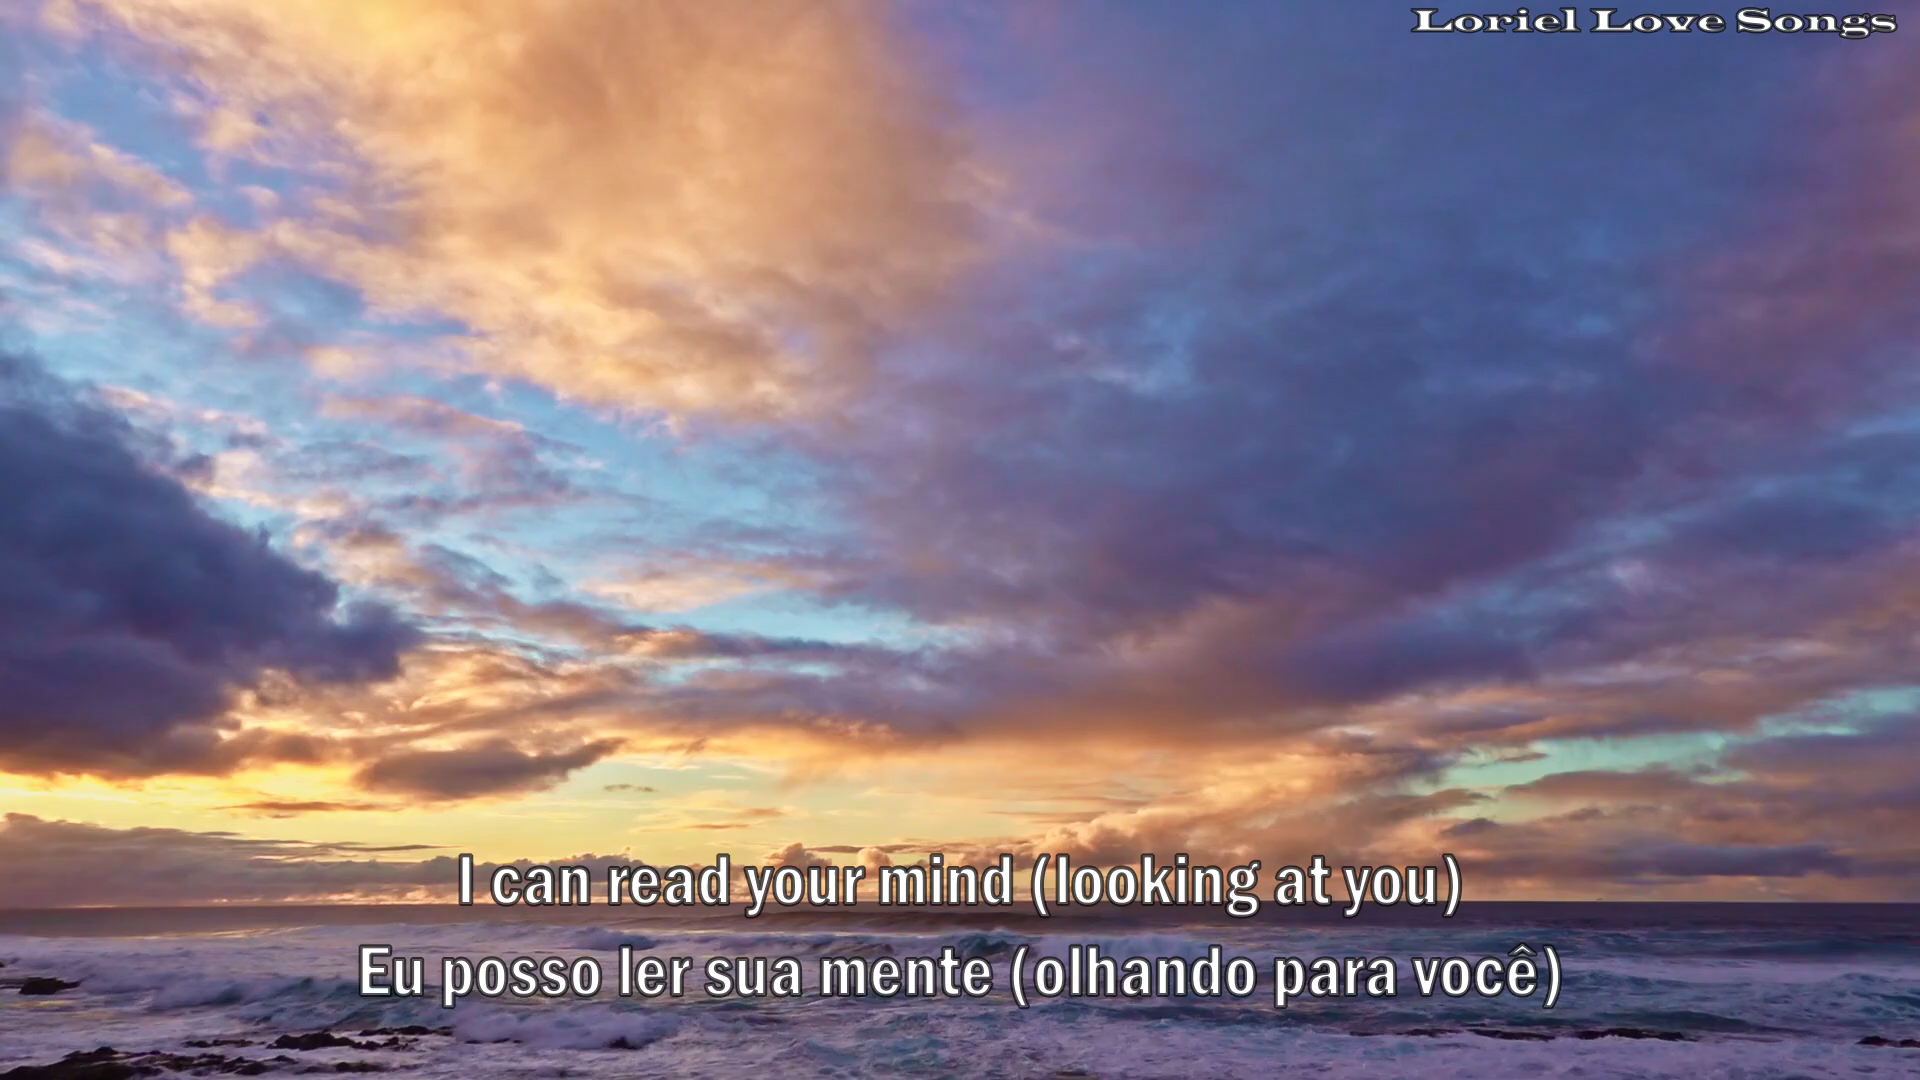 Loriel Love Songs
I can read your mind (looking at you)
Eu posso ler sua mente (olhando para você)